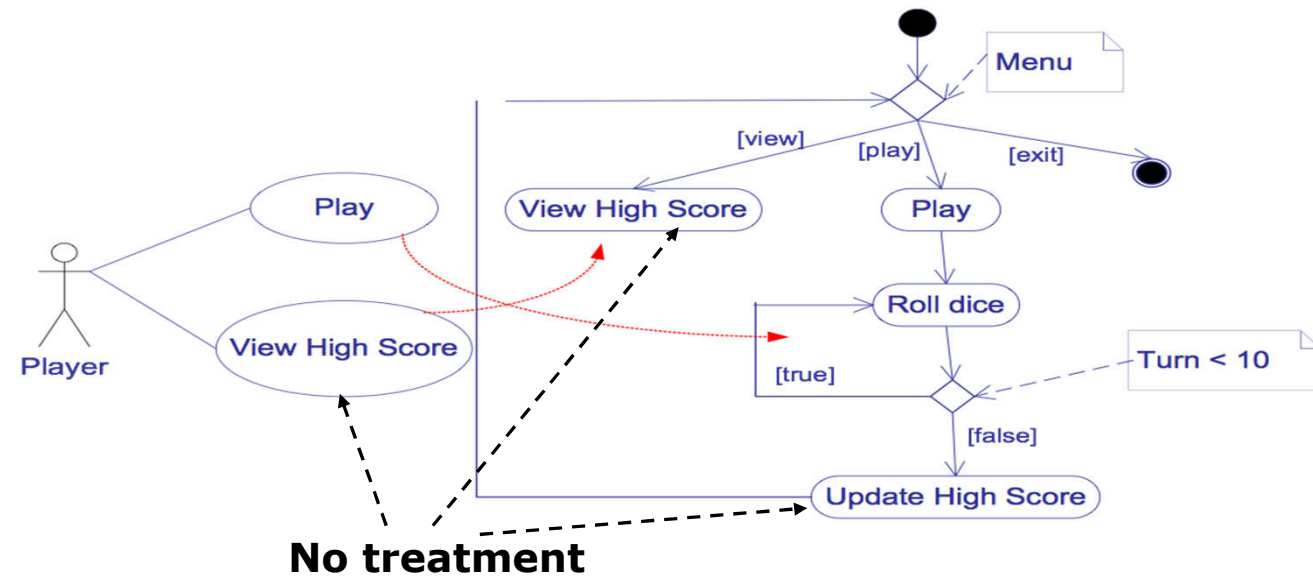 Menu
[view]
[play]
[exit]
Play
View High Score
Play
Roll dice
View High Score
Player
[true]
Turn < 10
[false]
Update High Score
No treatment